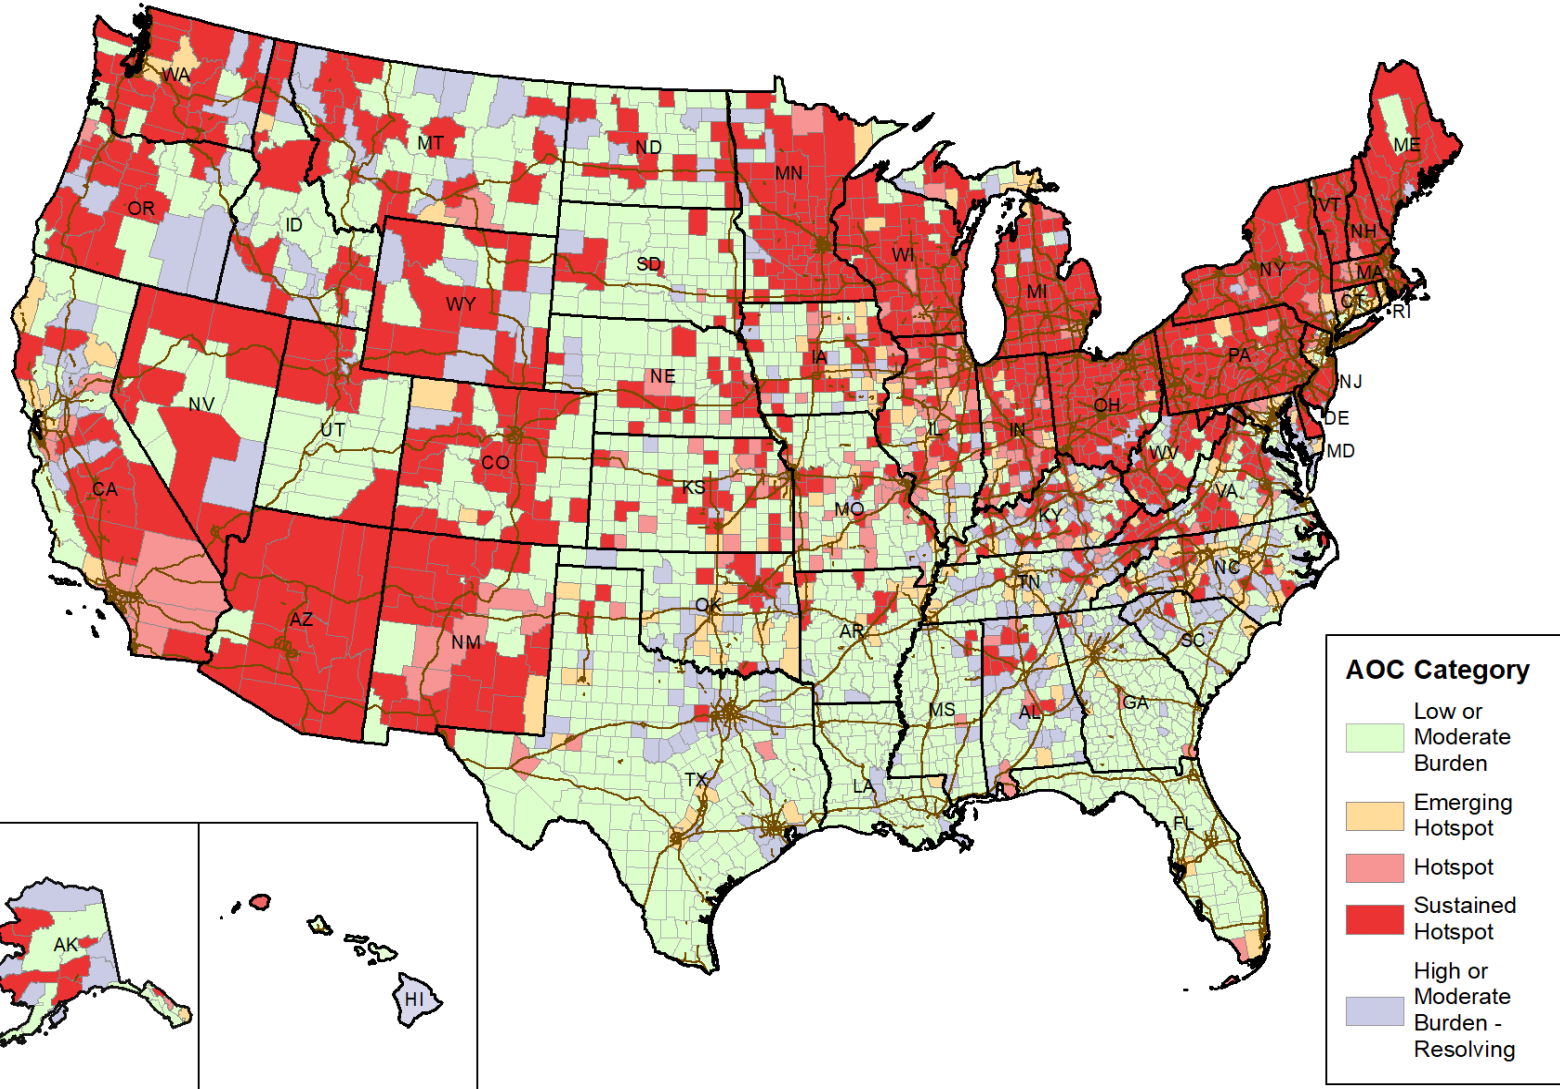 WA
MT
ND
MN
ME
OR
ID
VT
NH
SD
WI
NY
MA
WY
MI
CT
RI
IA
PA
NE
NJ
NV
UT
OH
DE
IL
IN
CO
WV
MD
CA
KS
VA
MO
KY
NC
TN
OK
AZ
NM
AR
SC
MS
AL
GA
TX
LA
FL
AK
HI
AOC Category
Low or
Moderate
Burden
Emerging
Hotspot
Hotspot
Sustained
Hotspot
High or
Moderate
Burden -
Resolving